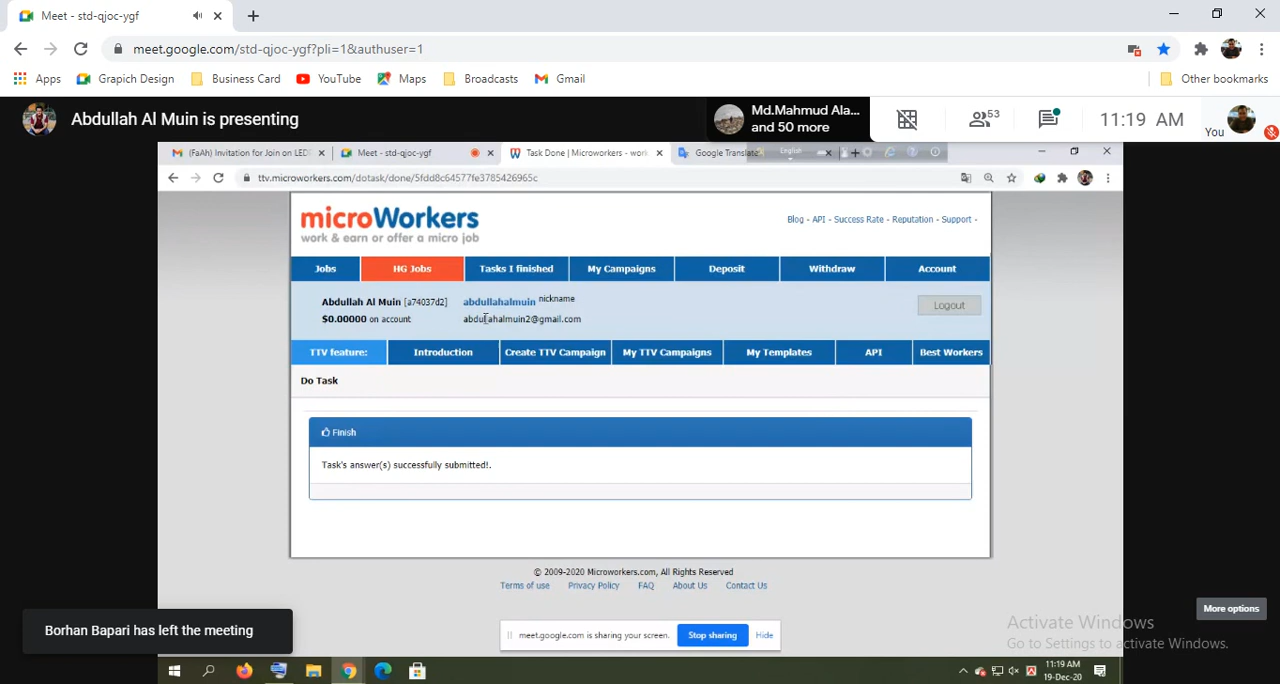 Meet - std-qjoc-ygf
meet.google.com/std-qjoc-ygf?pli=1&authuser=1
Apps Grapich Design Business Card YouTube Maps Broadcasts Gmail Other bookmarks
Abdullah Al Muin is presenting
Md.Mahmud Ala...
and 50 more
53
11:19 AM
You
(FaAh) Invitation for Join on LEDP
Meet - std-qjoc-ygf
Task Done | Microworkers - work
Google Translate
English
ttv.microworkers.com/dotask/done/5fdd8c64577fe3785426965c
microWorkers
work & earn or offer a micro job
Blog - API - Success Rate - Reputation - Support -
Jobs HG Jobs Tasks I finished My Campaigns Deposit Withdraw Account
Abdullah Al Muin [a74037d2] abdullahalmuin nickname
$0.00000 on account abdullahalmuin2@gmail.com
Logout
TTV feature: Introduction Create TTV Campaign My TTV Campaigns My Templates API Best Workers
Do Task
Finish
Task's answer(s) successfully submitted!.
© 2009-2020 Microworkers.com, All Rights Reserved
Terms of use Privacy Policy FAQ About Us Contact Us
More options
Borhan Bapari has left the meeting
Activate Windows
Go to Settings to activate Windows.
meet.google.com is sharing your screen. Stop sharing Hide
11:19 AM
19-Dec-20